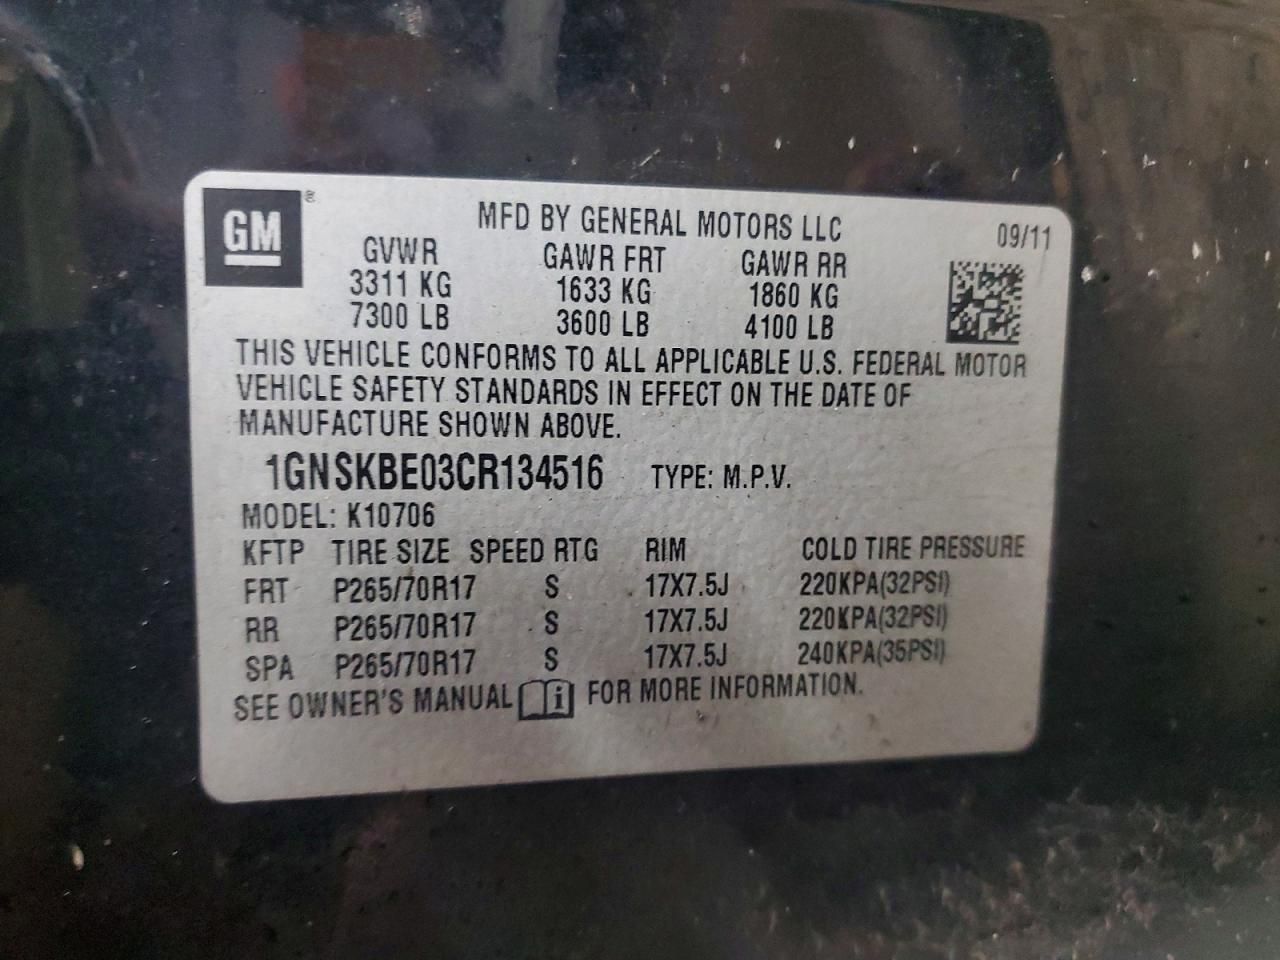 GM ®
MFD BY GENERAL MOTORS LLC 09/11
GVWR GAWR FRT GAWR RR
3311 KG 1633 KG 1860 KG
7300 LB 3600 LB 4100 LB
THIS VEHICLE CONFORMS TO ALL APPLICABLE U.S. FEDERAL MOTOR
VEHICLE SAFETY STANDARDS IN EFFECT ON THE DATE OF
MANUFACTURE SHOWN ABOVE.
1GNSKBE03CR134516 TYPE: M.P.V.
MODEL: K10706
KFTP TIRE SIZE SPEED RTG RIM COLD TIRE PRESSURE
FRT P265/70R17 S 17X7.5J 220KPA(32PSI)
RR P265/70R17 S 17X7.5J 220KPA(32PSI)
SPA P265/70R17 S 17X7.5J 240KPA(35PSI)
SEE OWNER'S MANUAL i FOR MORE INFORMATION.